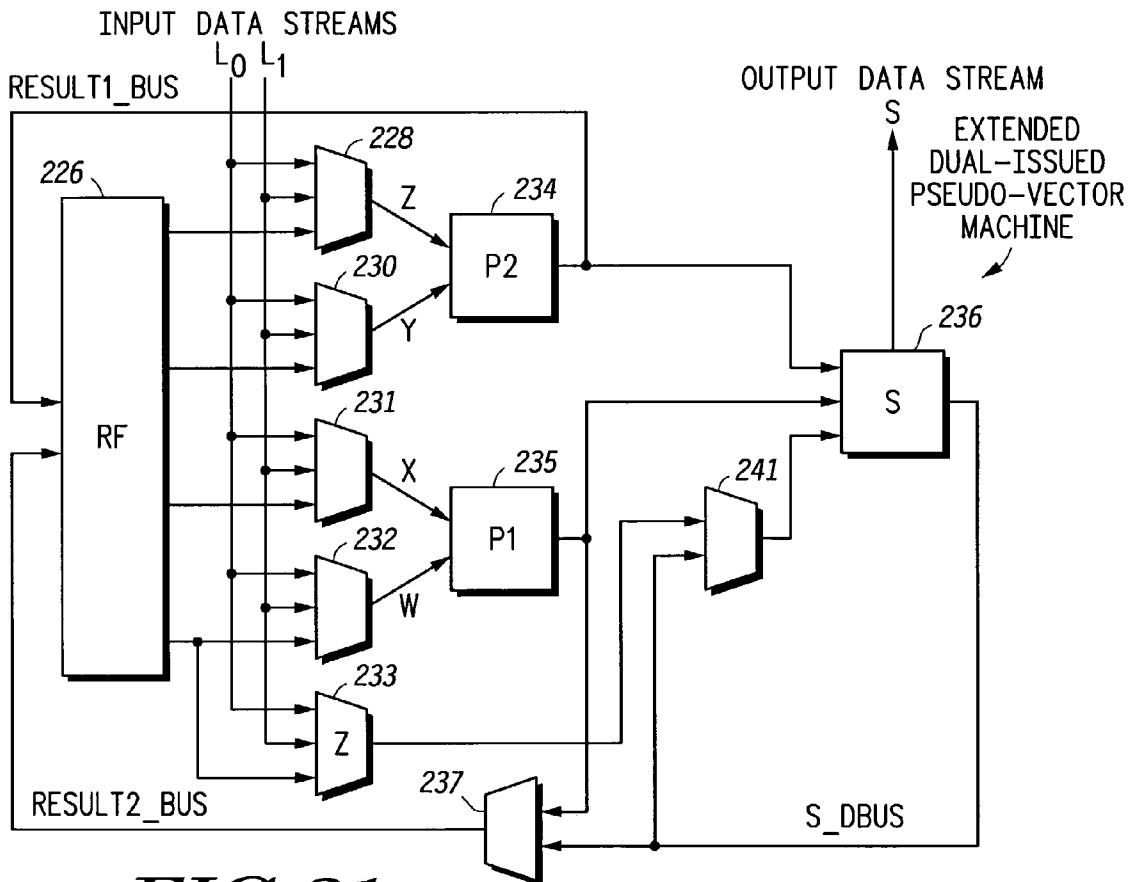 INPUT DATA STREAMS
L0 L1
RESULT1_BUS
OUTPUT DATA STREAM
S
EXTENDED
DUAL-ISSUED
PSEUDO-VECTOR
MACHINE
226
228
Z
234
P2
230
Y
236
S
RF
231
X
235
P1
241
232
W
233
Z
RESULT2_BUS
237
S_DBUS